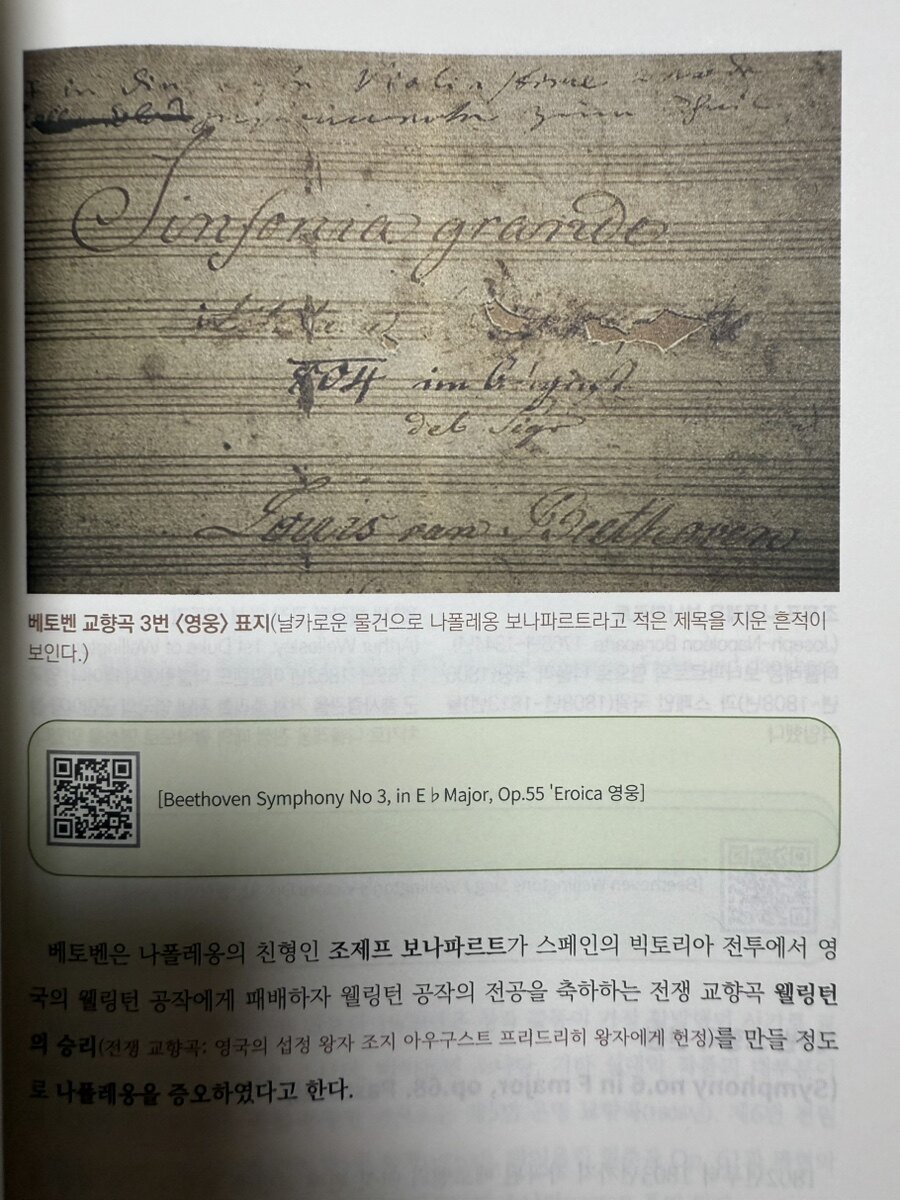 Sinfonia grande
804 im August
del Sigr
Louis van Beethoven
베토벤 교향곡 3번 〈영웅〉 표지(날카로운 물건으로 나폴레옹 보나파르트라고 적은 제목을 지운 흔적이
보인다.)
[Beethoven Symphony No 3, in E♭Major, Op.55 'Eroica 영웅]
베토벤은 나폴레옹의 친형인 조제프 보나파르트가 스페인의 빅토리아 전투에서 영
국의 웰링턴 공작에게 패배하자 웰링턴 공작의 전공을 축하하는 전쟁 교향곡 웰링턴
의 승리(전쟁 교향곡: 영국의 섭정 왕자 조지 아우구스트 프리드리히 왕자에게 헌정)를 만들 정도
로 나폴레옹을 증오하였다고 한다.